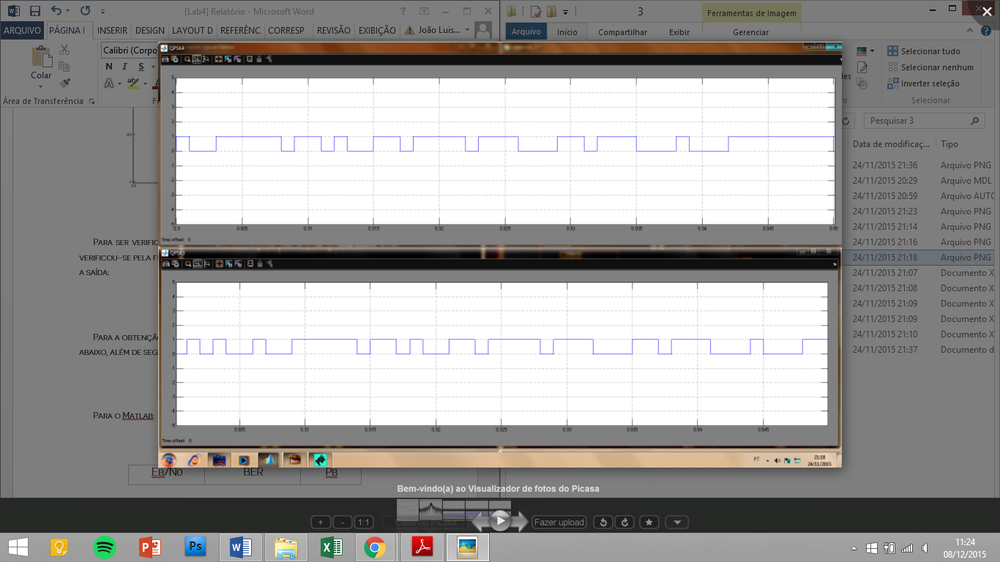 [Lab4] Relatório - Microsoft Word
3
Ferramentas de Imagem
ARQUIVO PÁGINA I INSERIR DESIGN LAYOUT D REFERÊNC CORRESP REVISÃO EXIBIÇÃO João Luis...
Arquivo Início Compartilhar Exibir Gerenciar
Calibri (Corpo
N I S
Colar
Área de Transferência
Selecionar tudo
Selecionar nenhum
Inverter seleção
Selecionar
Pesquisar 3
Data de modificaç... Tipo
24/11/2015 21:36 Arquivo PNG
24/11/2015 20:29 Arquivo MDL
24/11/2015 20:59 Arquivo AUTO
24/11/2015 21:23 Arquivo PNG
24/11/2015 21:14 Arquivo PNG
24/11/2015 21:16 Arquivo PNG
24/11/2015 21:18 Arquivo PNG
24/11/2015 21:07 Documento X
24/11/2015 21:08 Documento X
24/11/2015 21:09 Documento X
24/11/2015 21:09 Documento X
24/11/2015 21:10 Documento X
24/11/2015 21:37 Documento d
QPSK4
5
4
3
2
1
0
-1
-2
-3
-4
-5
0.9 0.905 0.91 0.915 0.92 0.925 0.93 0.935 0.94 0.945 0.95
Time offset: 0
QPSK3
5
4
3
2
1
0
-1
-2
-3
-4
-5
0.905 0.91 0.915 0.92 0.925 0.93 0.935 0.94 0.945
Time offset: 0
PT 21:18
24/11/2015
Para ser verific
verificou-se pela f
a saída:
Para a obtençã
abaixo, além de seg
Para o Matlab:
Eb/No BER Pb
Bem-vindo(a) ao Visualizador de fotos do Picasa
+ - 1:1 Editar no Picasa Fazer upload
11:24
08/12/2015